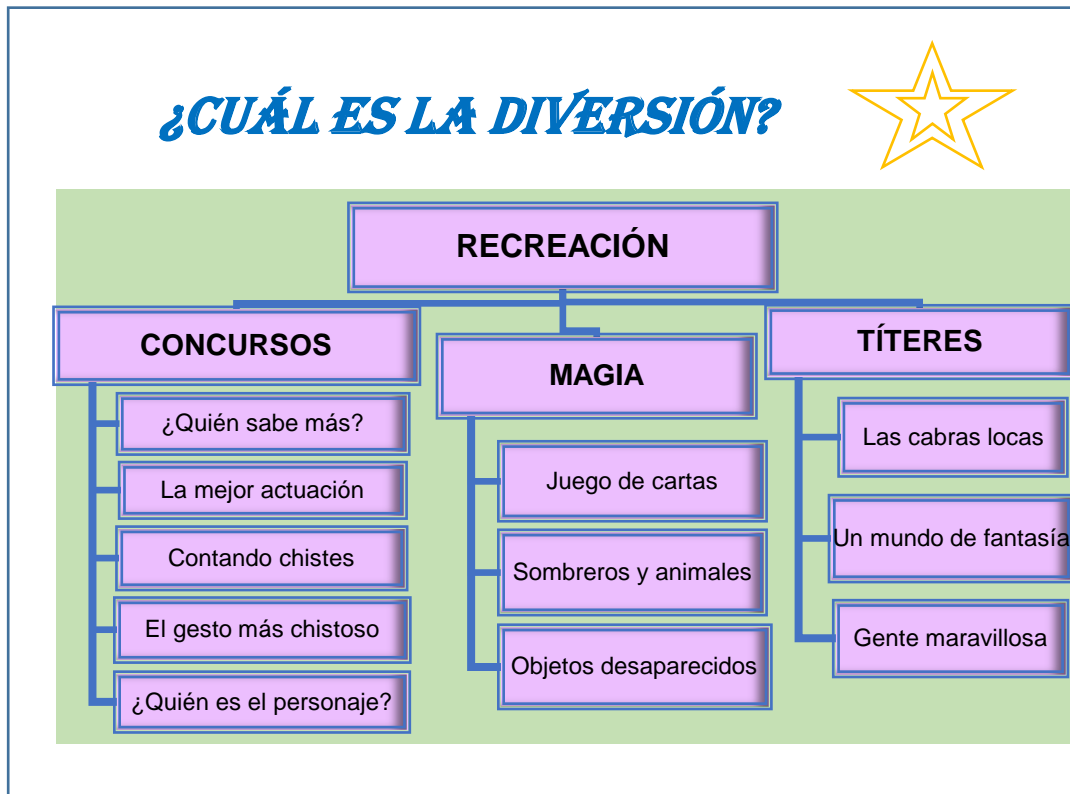 ¿CUÁL ES LA DIVERSIÓN?
RECREACIÓN
CONCURSOS
¿Quién sabe más?
La mejor actuación
Contando chistes
El gesto más chistoso
¿Quién es el personaje?
MAGIA
Juego de cartas
Sombreros y animales
Objetos desaparecidos
TÍTERES
Las cabras locas
Un mundo de fantasía
Gente maravillosa